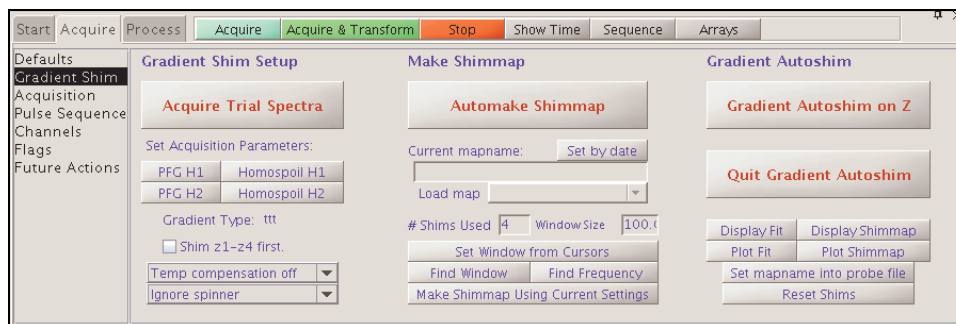 Start Acquire Process Acquire Acquire & Transform Stop Show Time Sequence Arrays
Defaults
Gradient Shim
Acquisition
Pulse Sequence
Channels
Flags
Future Actions
Gradient Shim Setup
Acquire Trial Spectra
Set Acquisition Parameters:
PFG H1 Homospoil H1
PFG H2 Homospoil H2
Gradient Type: ttt
Shim z1-z4 first.
Temp compensation off
Ignore spinner
Make Shimmap
Automake Shimmap
Current mapname: Set by date
Load map
# Shims Used 4 Window Size 100.
Set Window from Cursors
Find Window Find Frequency
Make Shimmap Using Current Settings
Gradient Autoshim
Gradient Autoshim on Z
Quit Gradient Autoshim
Display Fit Display Shimmap
Plot Fit Plot Shimmap
Set mapname into probe file
Reset Shims